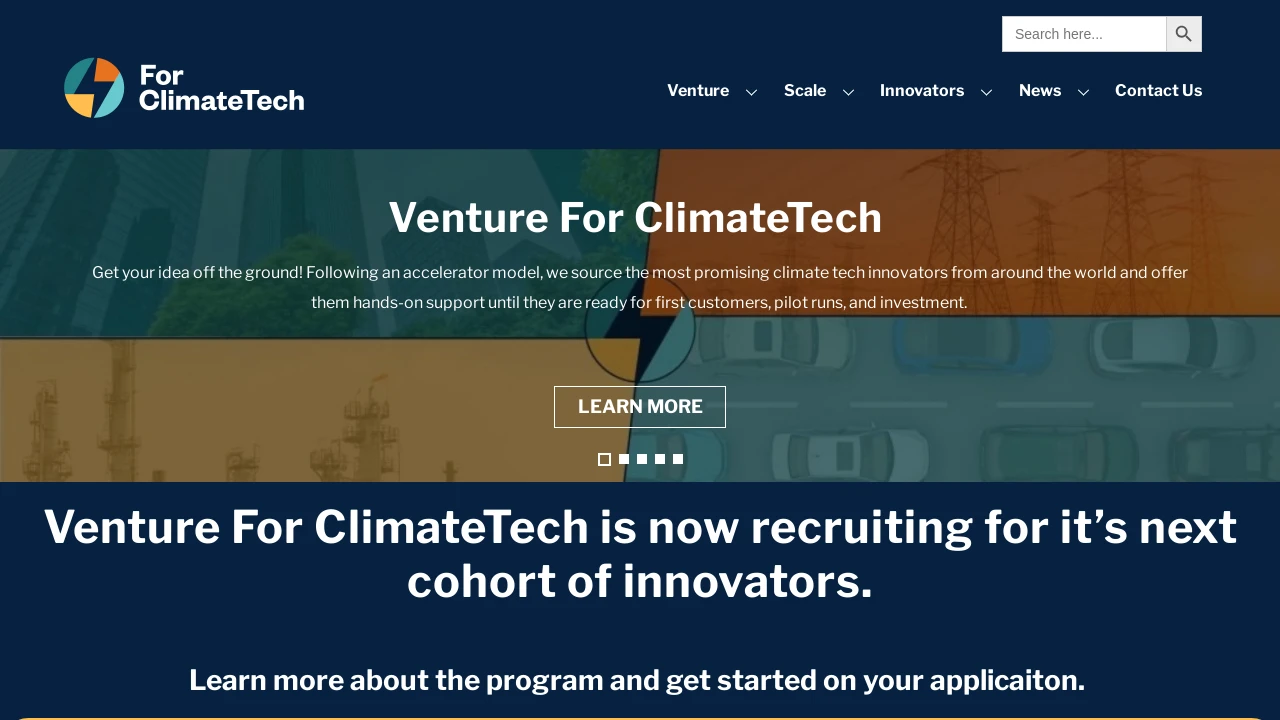 Search here...
For
ClimateTech
Venture
Scale
Innovators
News
Contact Us
Venture For ClimateTech
Get your idea off the ground! Following an accelerator model, we source the most promising climate tech innovators from around the world and offer
them hands-on support until they are ready for first customers, pilot runs, and investment.
LEARN MORE
Venture For ClimateTech is now recruiting for it’s next
cohort of innovators.
Learn more about the program and get started on your applicaiton.